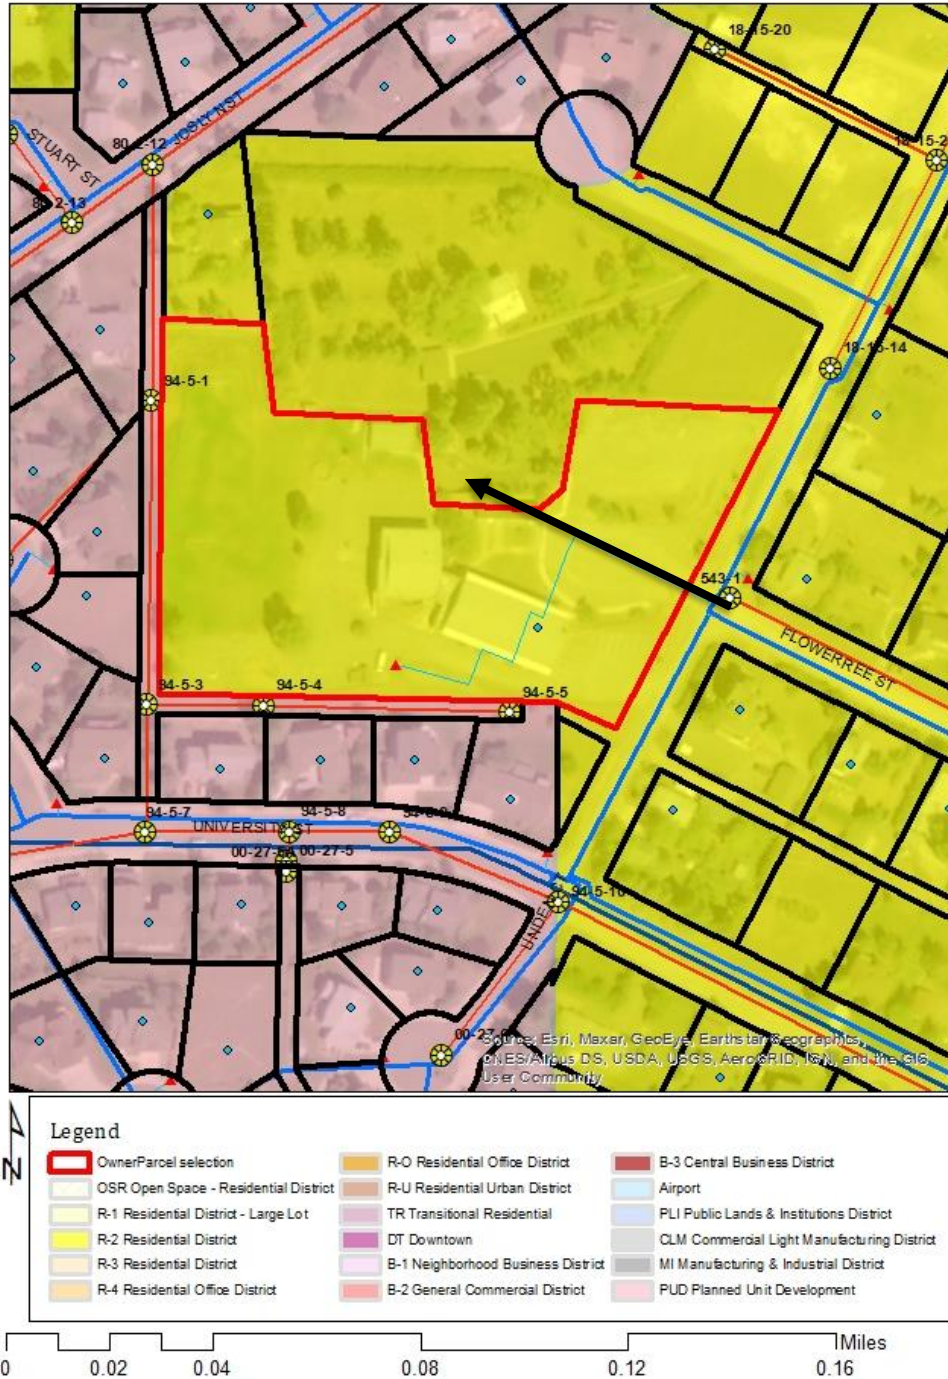 18-15-20
JOSLYN ST
80-2-12
STUART ST
18-15-2
80-2-13
18-15-14
94-5-1
543-1
FLOWERREE ST
94-5-3
94-5-4
94-5-5
94-5-7
94-5-8
UNIVERSITY ST
00-27-5
94-5-10
UNDE
Source: Esri, Maxar, GeoEye, Earthstar Geographics,
CNES/Airbus DS, USDA, USGS, AeroGRID, IGN, and the GIS
User Community
N
Legend
OwnerParcel selection
OSR Open Space - Residential District
R-1 Residential District - Large Lot
R-2 Residential District
R-3 Residential District
R-4 Residential Office District
R-O Residential Office District
R-U Residential Urban District
TR Transitional Residential
DT Downtown
B-1 Neighborhood Business District
B-2 General Commercial District
B-3 Central Business District
Airport
PLI Public Lands & Institutions District
CLM Commercial Light Manufacturing District
MI Manufacturing & Industrial District
PUD Planned Unit Development
Miles
0 0.02 0.04 0.08 0.12 0.16